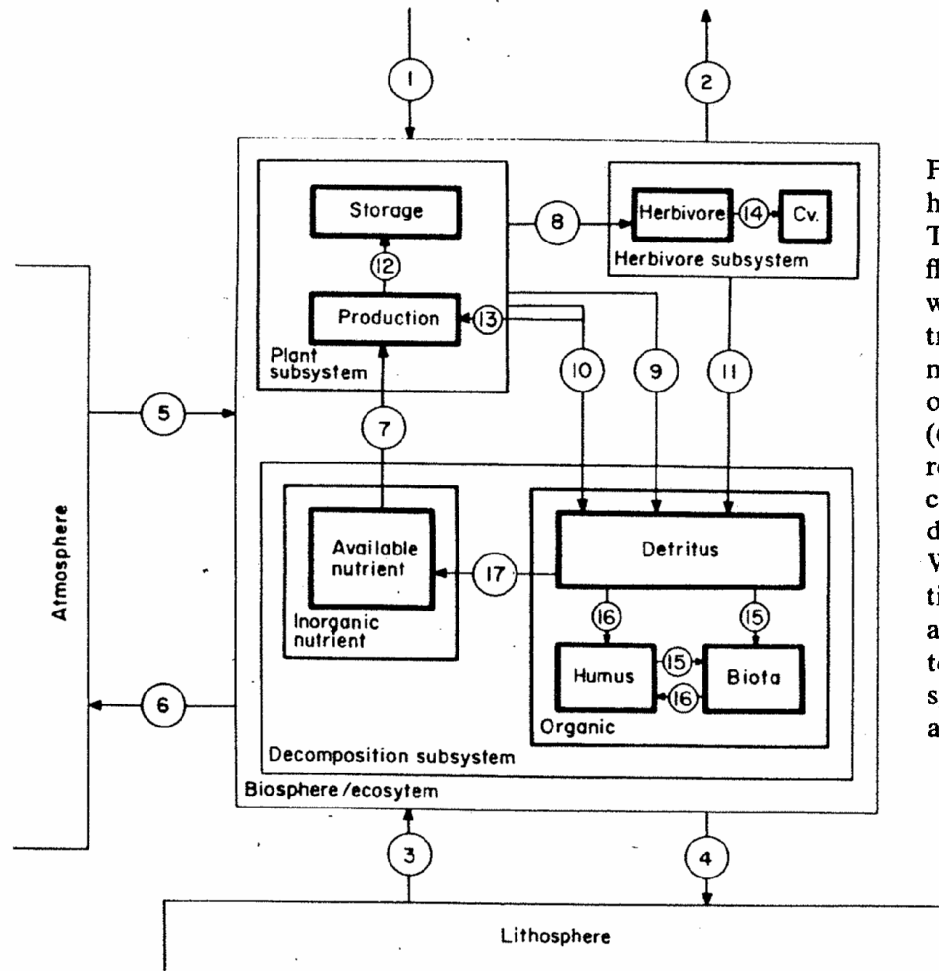 1
2
Storage
8
Herbivore
14
Cv.
12
Herbivore subsystem
Production
13
Plant
subsystem
10
9
11
5
7
Atmosphere
Available
nutrient
17
Detritus
Inorganic
nutrient
16
15
Humus
15
16
Biota
Organic
6
Decomposition subsystem
Biosphere/ecosytem
3
4
Lithosphere